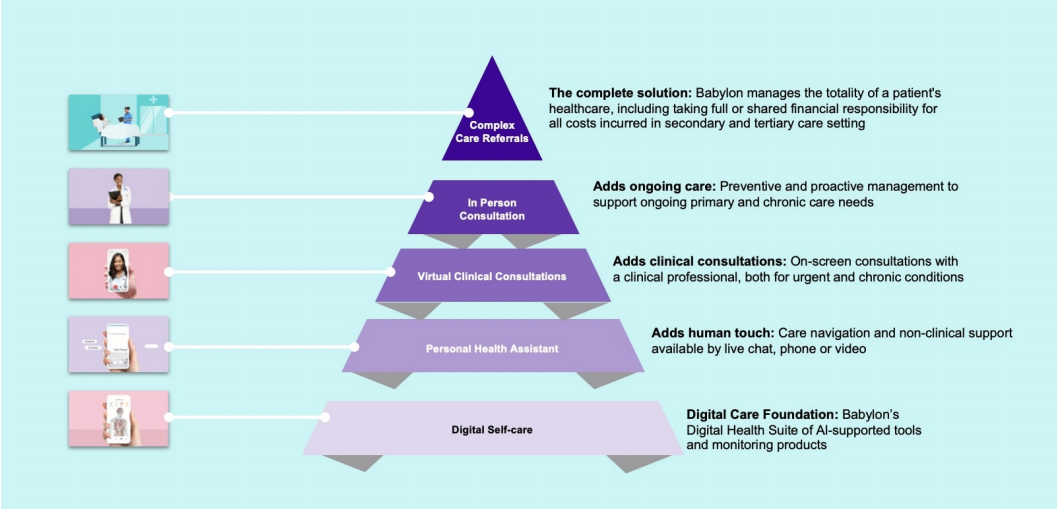 Complex
Care Referrals
The complete solution: Babylon manages the totality of a patient's
healthcare, including taking full or shared financial responsibility for
all costs incurred in secondary and tertiary care setting
In Person
Consultation
Adds ongoing care: Preventive and proactive management to
support ongoing primary and chronic care needs
Virtual Clinical Consultations
Adds clinical consultations: On-screen consultations with
a clinical professional, both for urgent and chronic conditions
Personal Health Assistant
Adds human touch: Care navigation and non-clinical support
available by live chat, phone or video
Digital Self-care
Digital Care Foundation: Babylon’s
Digital Health Suite of AI-supported tools
and monitoring products